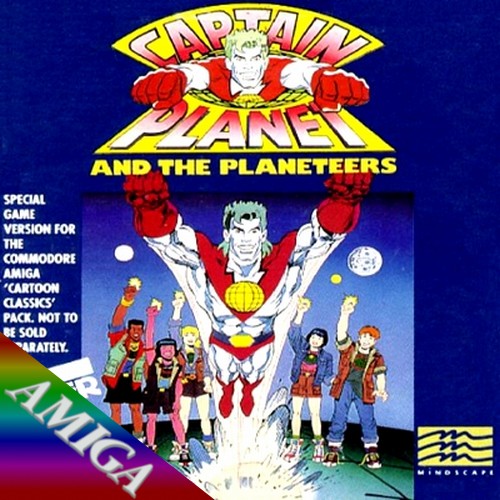 CAPTAIN
PLANET
AND THE PLANETEERS
SPECIAL
GAME
VERSION FOR
THE
COMMODORE
AMIGA
'CARTOON
CLASSICS'
PACK. NOT TO
BE SOLD
AMIGA
MINDSCAPE